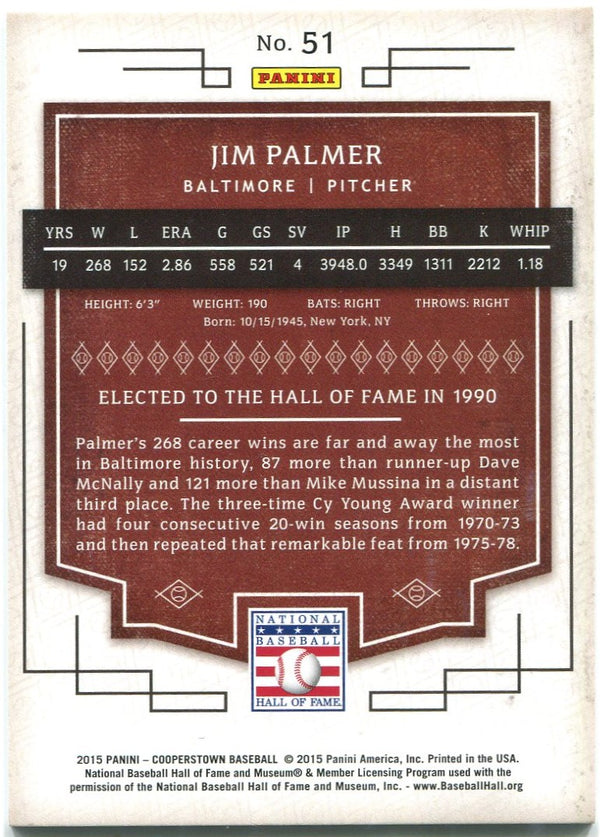 No. 51
PANINI
JIM PALMER
BALTIMORE | PITCHER
YRS W L ERA G GS SV IP H BB K WHIP
19 268 152 2.86 558 521 4 3948.0 3349 1311 2212 1.18
HEIGHT: 6'3" WEIGHT: 190 BATS: RIGHT THROWS: RIGHT
Born: 10/15/1945, New York, NY
ELECTED TO THE HALL OF FAME IN 1990
Palmer's 268 career wins are far and away the most
in Baltimore history, 87 more than runner-up Dave
McNally and 121 more than Mike Mussina in a distant
third place. The three-time Cy Young Award winner
had four consecutive 20-win seasons from 1970-73
and then repeated that remarkable feat from 1975-78.
NATIONAL
BASEBALL
HALL OF FAME
2015 PANINI – COOPERSTOWN BASEBALL © 2015 Panini America, Inc. Printed in the USA.
National Baseball Hall of Fame and Museum® & Member Licensing Program used with the
permission of the National Baseball Hall of Fame and Museum, Inc. - www.BaseballHall.org